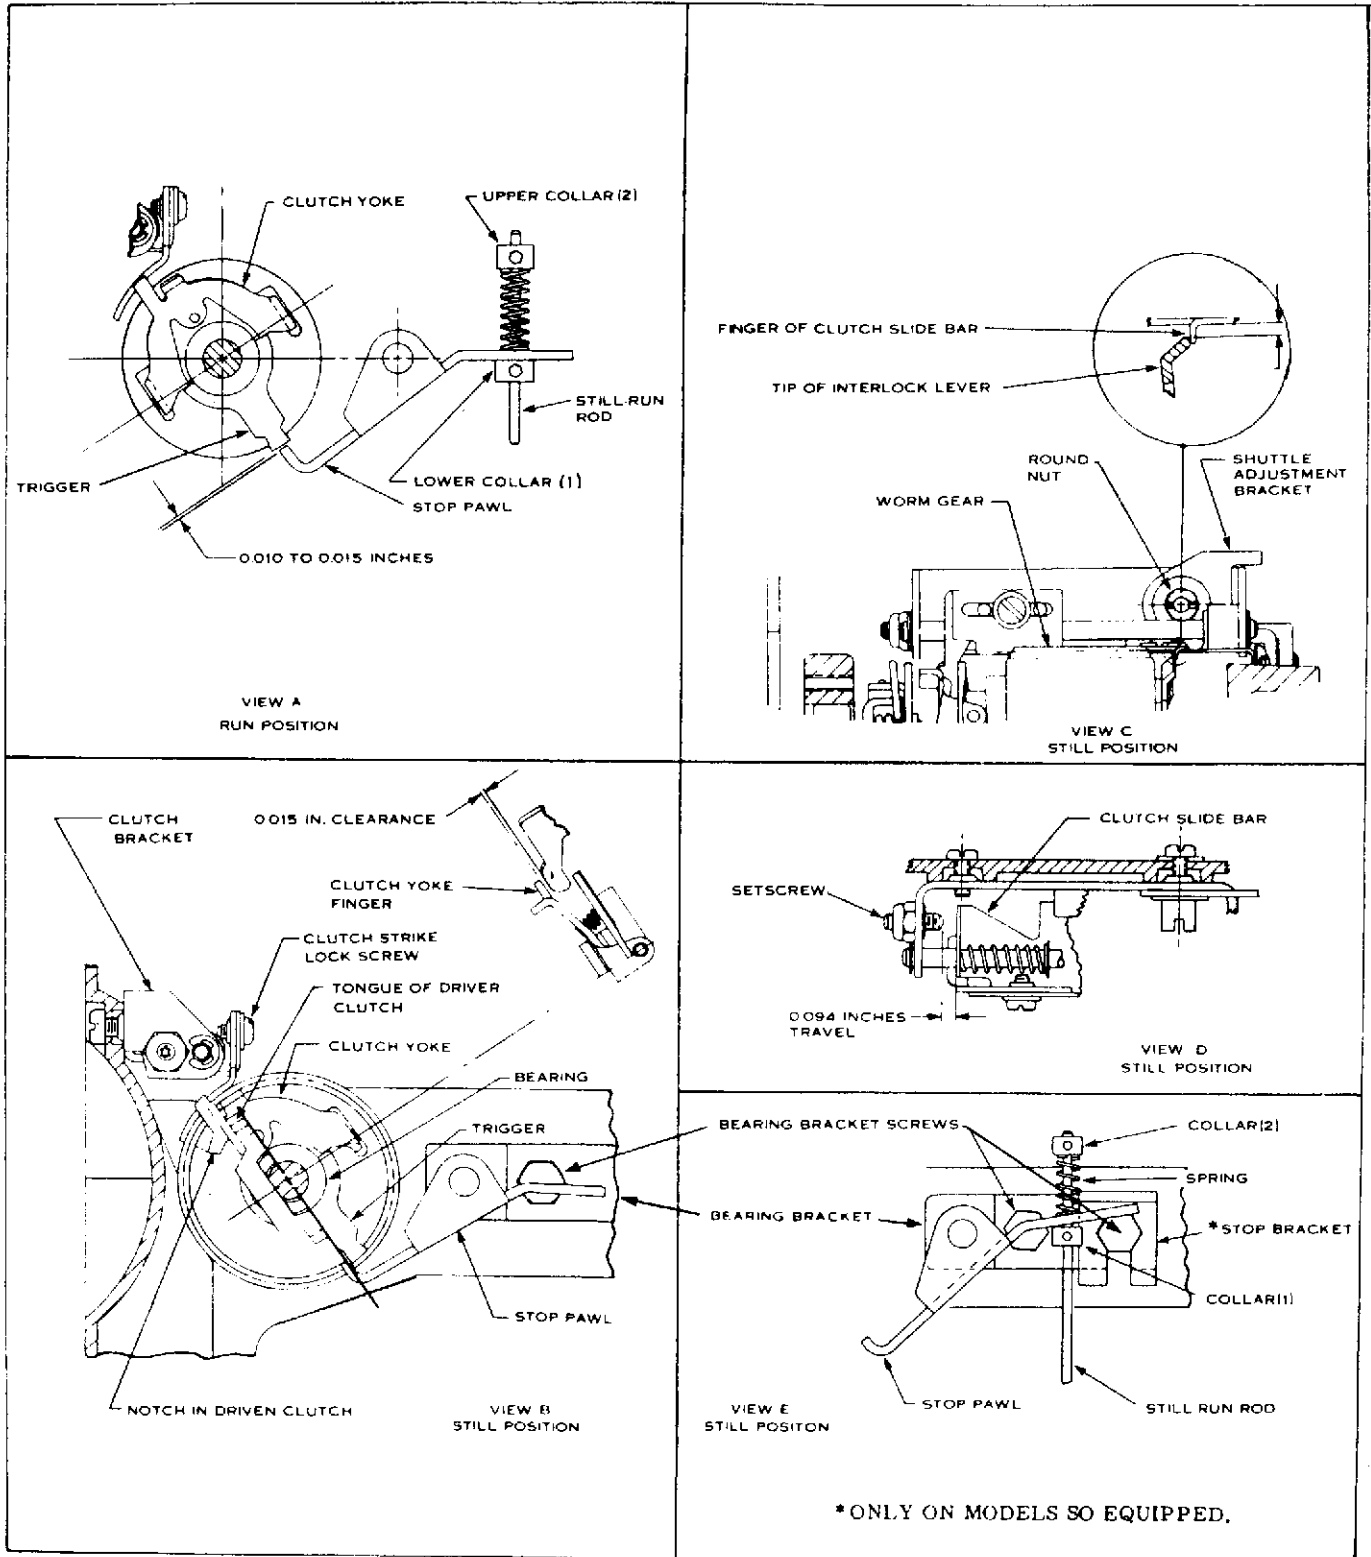 CLUTCH YOKE
UPPER COLLAR (2)
STILL-RUN
ROD
LOWER COLLAR (1)
STOP PAWL
TRIGGER
0.010 TO 0.015 INCHES
VIEW A
RUN POSITION
FINGER OF CLUTCH SLIDE BAR
TIP OF INTERLOCK LEVER
ROUND
NUT
SHUTTLE
ADJUSTMENT
BRACKET
WORM GEAR
VIEW C
STILL POSITION
CLUTCH
BRACKET
0.015 IN. CLEARANCE
CLUTCH YOKE
FINGER
CLUTCH STRIKE
LOCK SCREW
TONGUE OF DRIVER
CLUTCH
CLUTCH YOKE
BEARING
TRIGGER
STOP PAWL
NOTCH IN DRIVEN CLUTCH
VIEW B
STILL POSITION
CLUTCH SLIDE BAR
SETSCREW
0.094 INCHES
TRAVEL
VIEW D
STILL POSITION
BEARING BRACKET SCREWS
COLLAR (2)
SPRING
BEARING BRACKET
*STOP BRACKET
COLLAR (1)
STOP PAWL
STILL RUN ROD
VIEW E
STILL POSITON
*ONLY ON MODELS SO EQUIPPED.